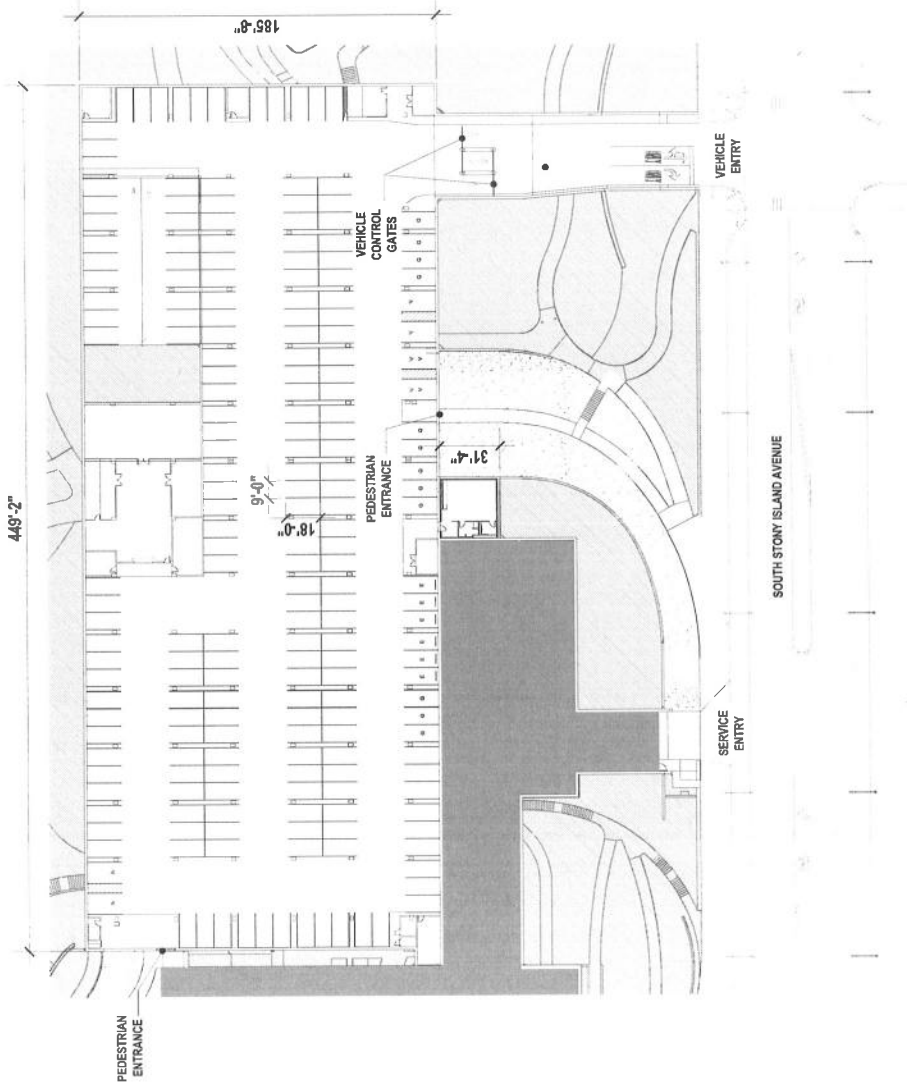 185'-8"
449'-2"
VEHICLE
CONTROL
GATES
VEHICLE
ENTRY
9'-0"
18'-0"
PEDESTRIAN
ENTRANCE
31'-4"
SOUTH STONY ISLAND AVENUE
SERVICE
ENTRY
PEDESTRIAN
ENTRANCE